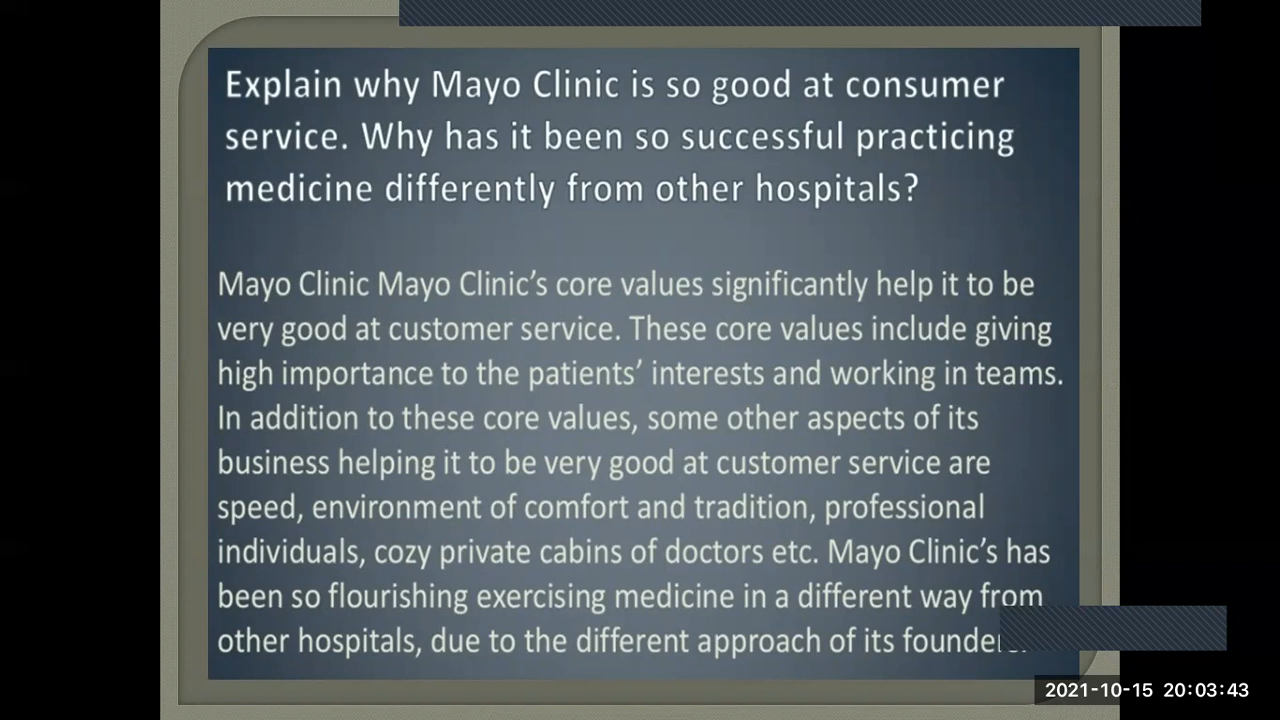 Explain why Mayo Clinic is so good at consumer
service. Why has it been so successful practicing
medicine differently from other hospitals?
Mayo Clinic Mayo Clinic’s core values significantly help it to be
very good at customer service. These core values include giving
high importance to the patients’ interests and working in teams.
In addition to these core values, some other aspects of its
business helping it to be very good at customer service are
speed, environment of comfort and tradition, professional
individuals, cozy private cabins of doctors etc. Mayo Clinic’s has
been so flourishing exercising medicine in a different way from
other hospitals, due to the different approach of its
2021-10-15 20:03:43